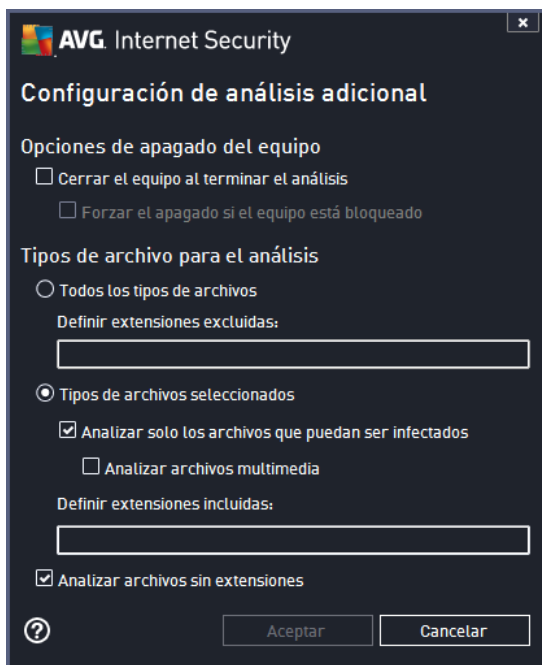 AVG. Internet Security
Configuración de análisis adicional
Opciones de apagado del equipo
Cerrar el equipo al terminar el análisis
Forzar el apagado si el equipo está bloqueado
Tipos de archivo para el análisis
Todos los tipos de archivos
Definir extensiones excluidas:
Tipos de archivos seleccionados
Analizar solo los archivos que puedan ser infectados
Analizar archivos multimedia
Definir extensiones incluidas:
Analizar archivos sin extensiones
Aceptar
Cancelar